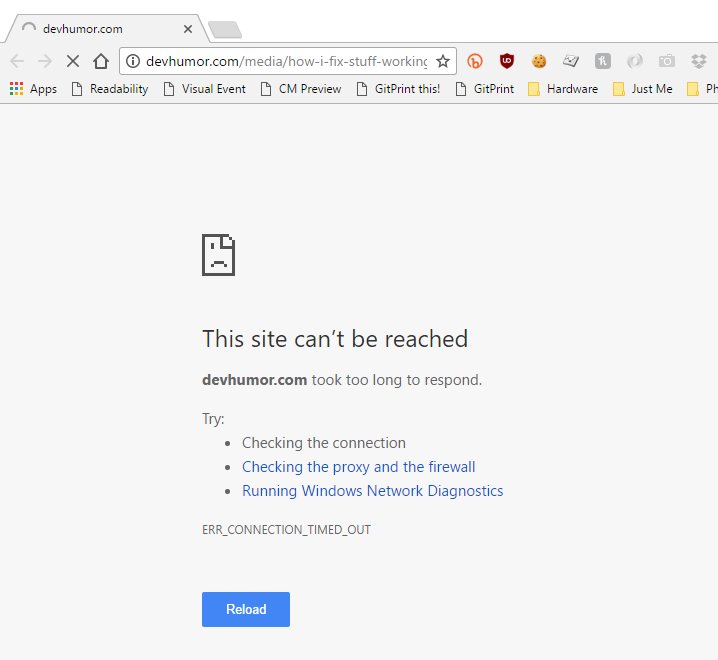 devhumor.com
devhumor.com/media/how-i-fix-stuff-working
Apps Readability Visual Event CM Preview GitPrint this! GitPrint Hardware Just Me Ph
This site can't be reached
devhumor.com took too long to respond.
Try:
• Checking the connection
• Checking the proxy and the firewall
• Running Windows Network Diagnostics
ERR_CONNECTION_TIMED_OUT
Reload